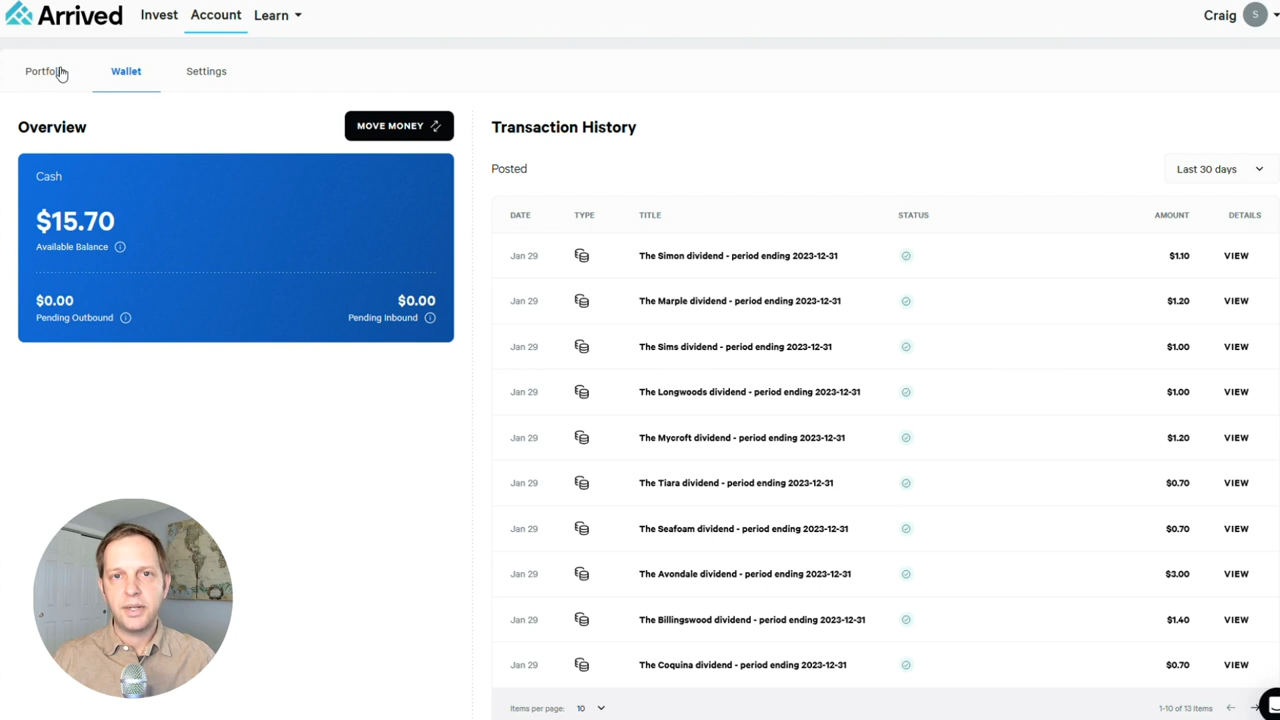 Arrived Invest Account Learn Craig S
Portfolio Wallet Settings
Overview MOVE MONEY
Cash
$15.70
Available Balance
$0.00 $0.00
Pending Outbound Pending Inbound
Transaction History
Posted Last 30 days
DATE TYPE TITLE STATUS AMOUNT DETAILS
Jan 29 The Simon dividend - period ending 2023-12-31 $1.10 VIEW
Jan 29 The Marple dividend - period ending 2023-12-31 $1.20 VIEW
Jan 29 The Sims dividend - period ending 2023-12-31 $1.00 VIEW
Jan 29 The Longwoods dividend - period ending 2023-12-31 $1.00 VIEW
Jan 29 The Mycroft dividend - period ending 2023-12-31 $1.20 VIEW
Jan 29 The Tiara dividend - period ending 2023-12-31 $0.70 VIEW
Jan 29 The Seafoam dividend - period ending 2023-12-31 $0.70 VIEW
Jan 29 The Avondale dividend - period ending 2023-12-31 $3.00 VIEW
Jan 29 The Billingswood dividend - period ending 2023-12-31 $1.40 VIEW
Jan 29 The Coquina dividend - period ending 2023-12-31 $0.70 VIEW
Items per page: 10 1-10 of 13 Items